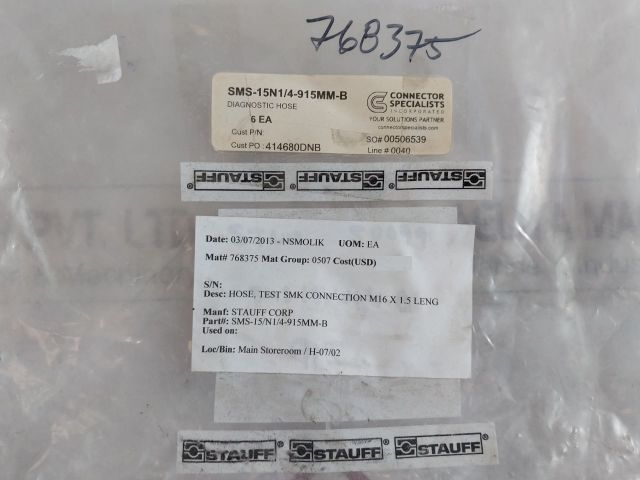 768375
SMS-15N1/4-915MM-B
DIAGNOSTIC HOSE
6 EA
Cust P/N:
Cust PO :414680DNB
CONNECTOR
SPECIALISTS
INCORPORATED
YOUR SOLUTIONS PARTNER
connectorspecialists.com
SO# 00506539
Line # 0040
STAUFF® STAUFF® STAUFF®
Date: 03/07/2013 - NSMOLIK UOM: EA
Mat# 768375 Mat Group: 0507 Cost(USD)
S/N:
Desc: HOSE, TEST SMK CONNECTION M16 X 1.5 LENG
Manf: STAUFF CORP
Part#: SMS-15/N1/4-915MM-B
Used on:
Loc/Bin: Main Storeroom / H-07/02
STAUFF® STAUFF® STAUFF®